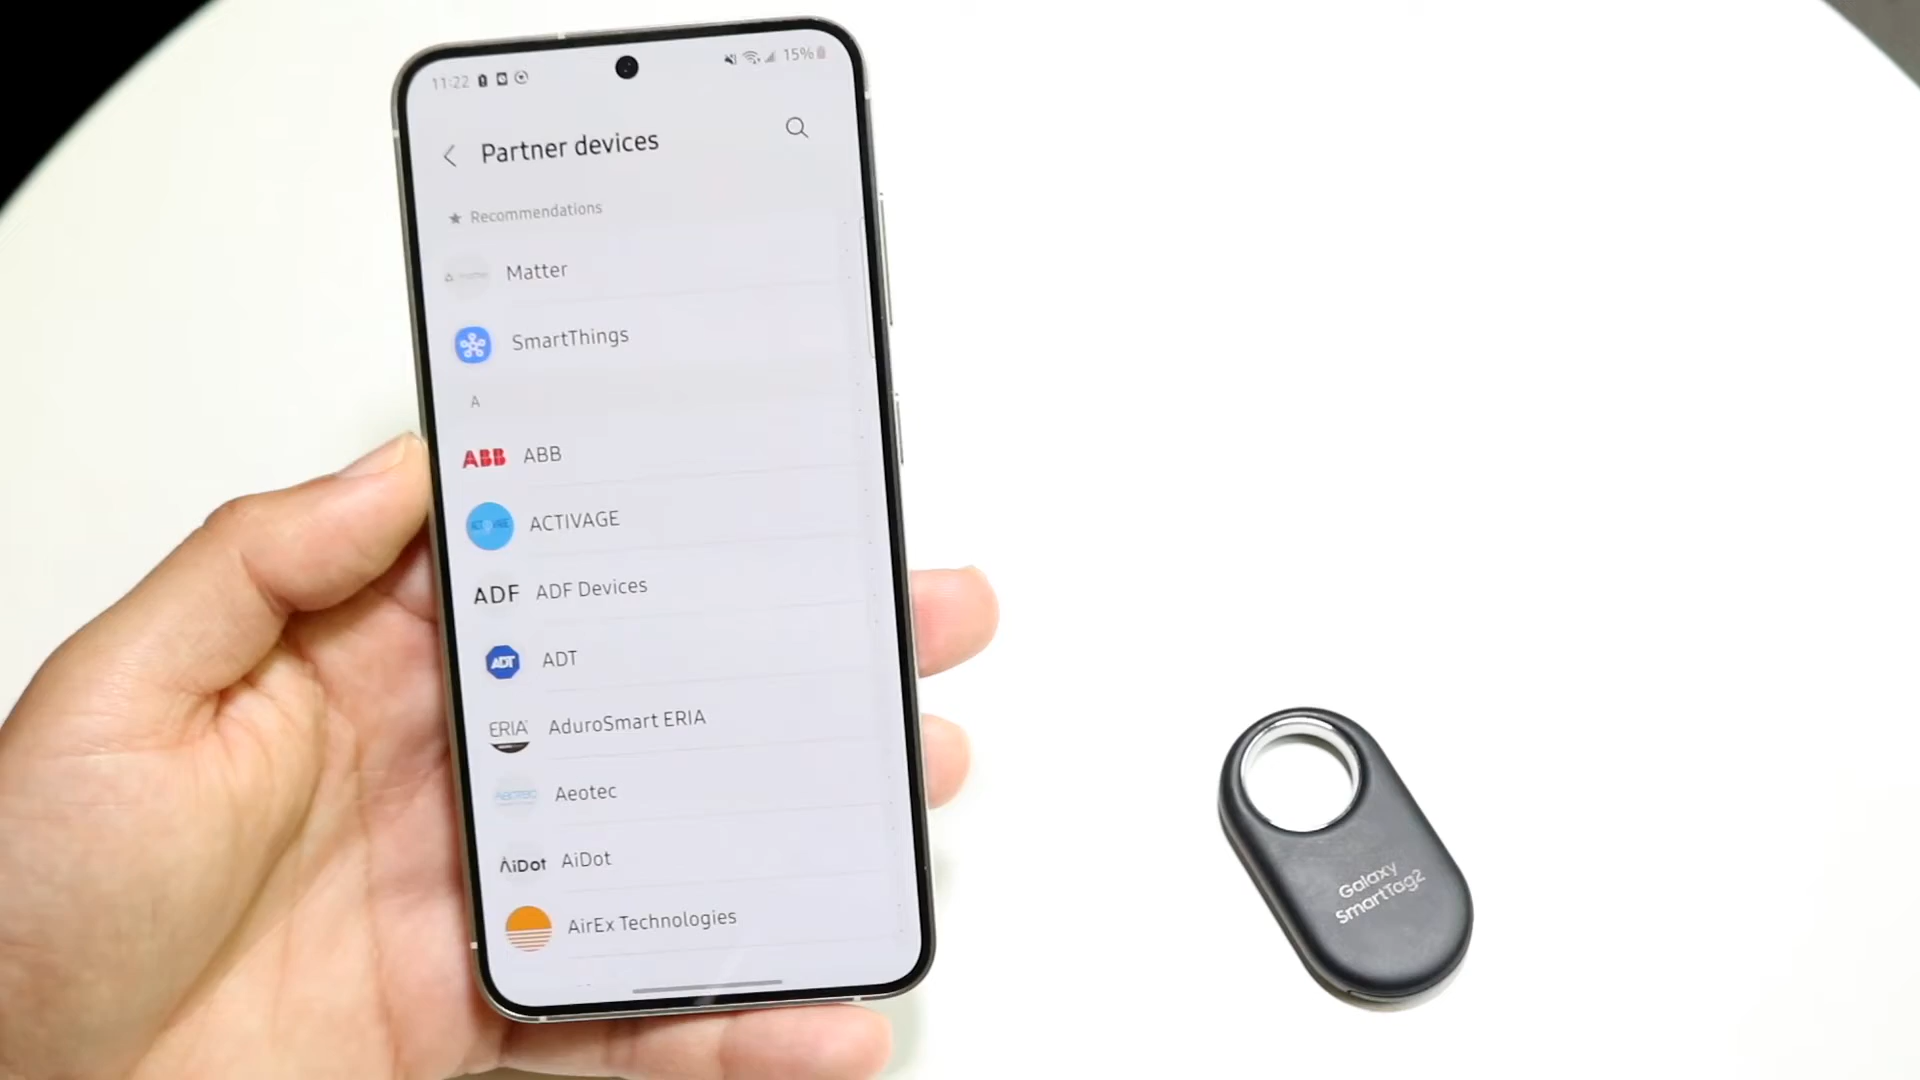 11:22
15%
Partner devices
Recommendations
Matter
SmartThings
A
ABB ABB
ACTIVAGE
ADF ADF Devices
ADT ADT
ERIA AduroSmart ERIA
Aeotec Aeotec
AiDot AiDot
AirEx Technologies
Galaxy
SmartTag2